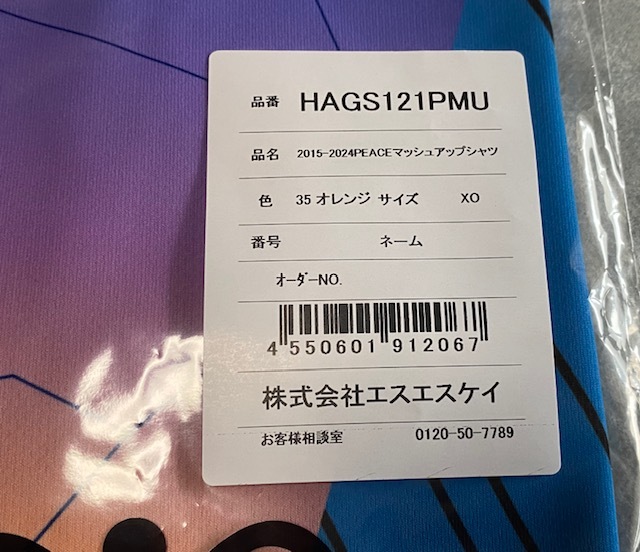 品番 HAGS121PMU
品名 2015-2024PEACEマッシュアップシャツ
色 35 オレンジ サイズ XO
番号 ネーム
ｵｰﾀﾞｰNO.
4 550601 912067
株式会社エスエスケイ
お客様相談室 0120-50-7789